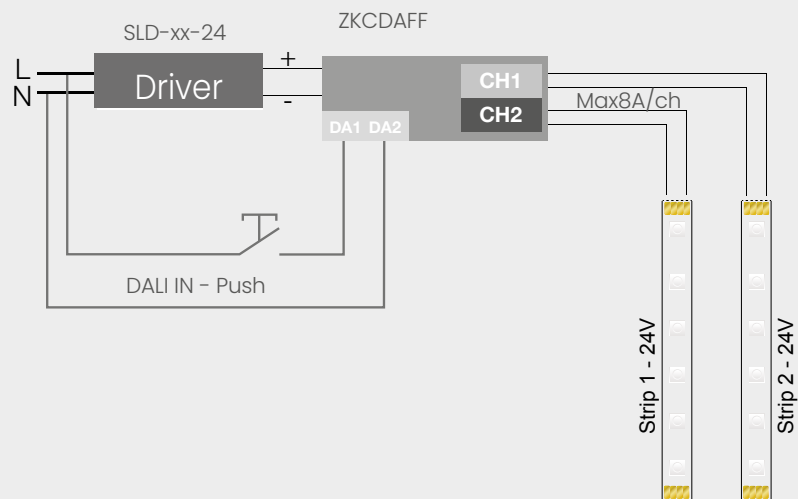 SLD-xx-24
ZKCDAFF
L
N
Driver
+
-
CH1
CH2
DA1 DA2
Max8A/ch
DALI IN - Push
Strip 1 - 24V
Strip 2 - 24V